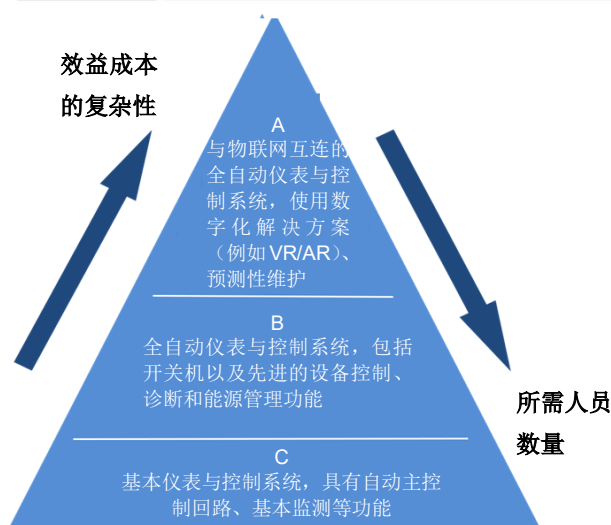 效益成本
的复杂性
A
与物联网互连的
全自动仪表与控
制系统，使用数
字化解决方案
（例如 VR/AR）、
预测性维护
B
全自动仪表与控制系统，包括
开关机以及先进的设备控制、
诊断和能源管理功能
所需人员
数量
C
基本仪表与控制系统，具有自动主控
制回路、基本监测等功能